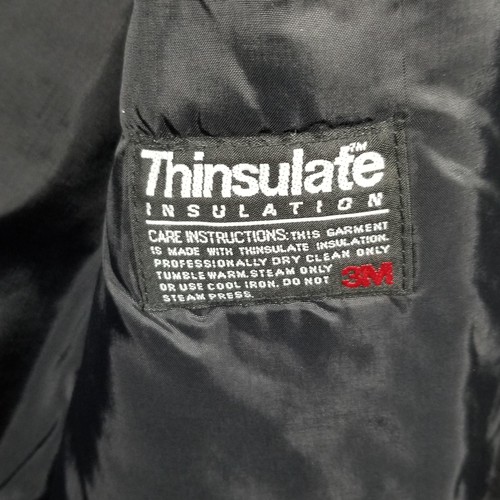 Thinsulate™
INSULATION
CARE INSTRUCTIONS: THIS GARMENT
IS MADE WITH THINSULATE INSULATION.
PROFESSIONALLY DRY CLEAN ONLY
TUMBLE WARM. STEAM ONLY
OR USE COOL IRON. DO NOT
STEAM PRESS.
3M